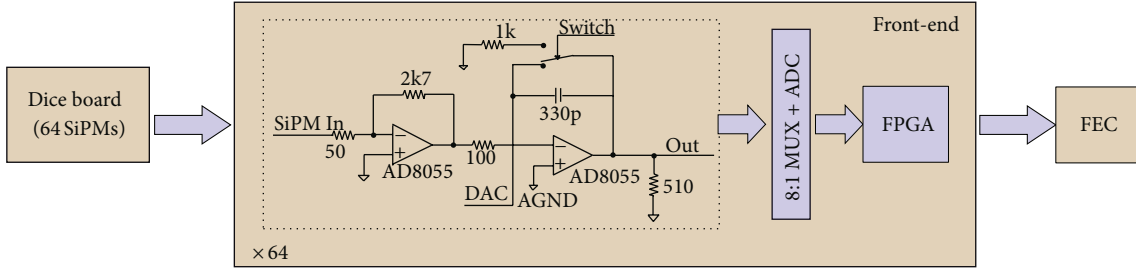 Dice board
(64 SiPMs)
Front-end
1k
Switch
2k7
330p
SiPM In
50
−
+
AD8055
100
−
+
AD8055
Out
510
DAC
AGND
× 64
8:1 MUX + ADC
FPGA
FEC